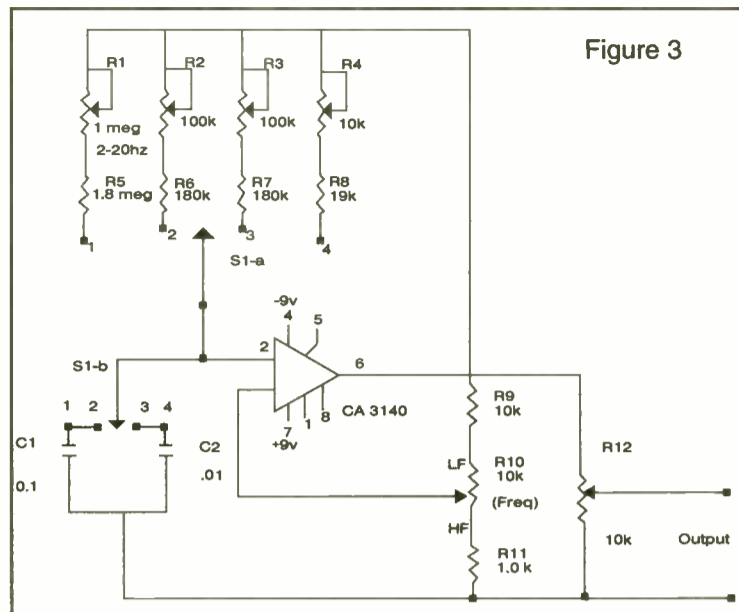 Figure 3
R1
R2
R3
R4
1 meg
100k
100k
10k
2-20hz
R5
R6
R7
R8
1.8 meg
180k
180k
19k
1
2
3
4
S1-a
-9v
4
5
2
6
S1-b
CA 3140
7
1
8
+9v
1 2 3 4
C1
C2
0.1
.01
R9
10k
LF
R10
10k
(Freq)
HF
R11
1.0 k
R12
10k
Output